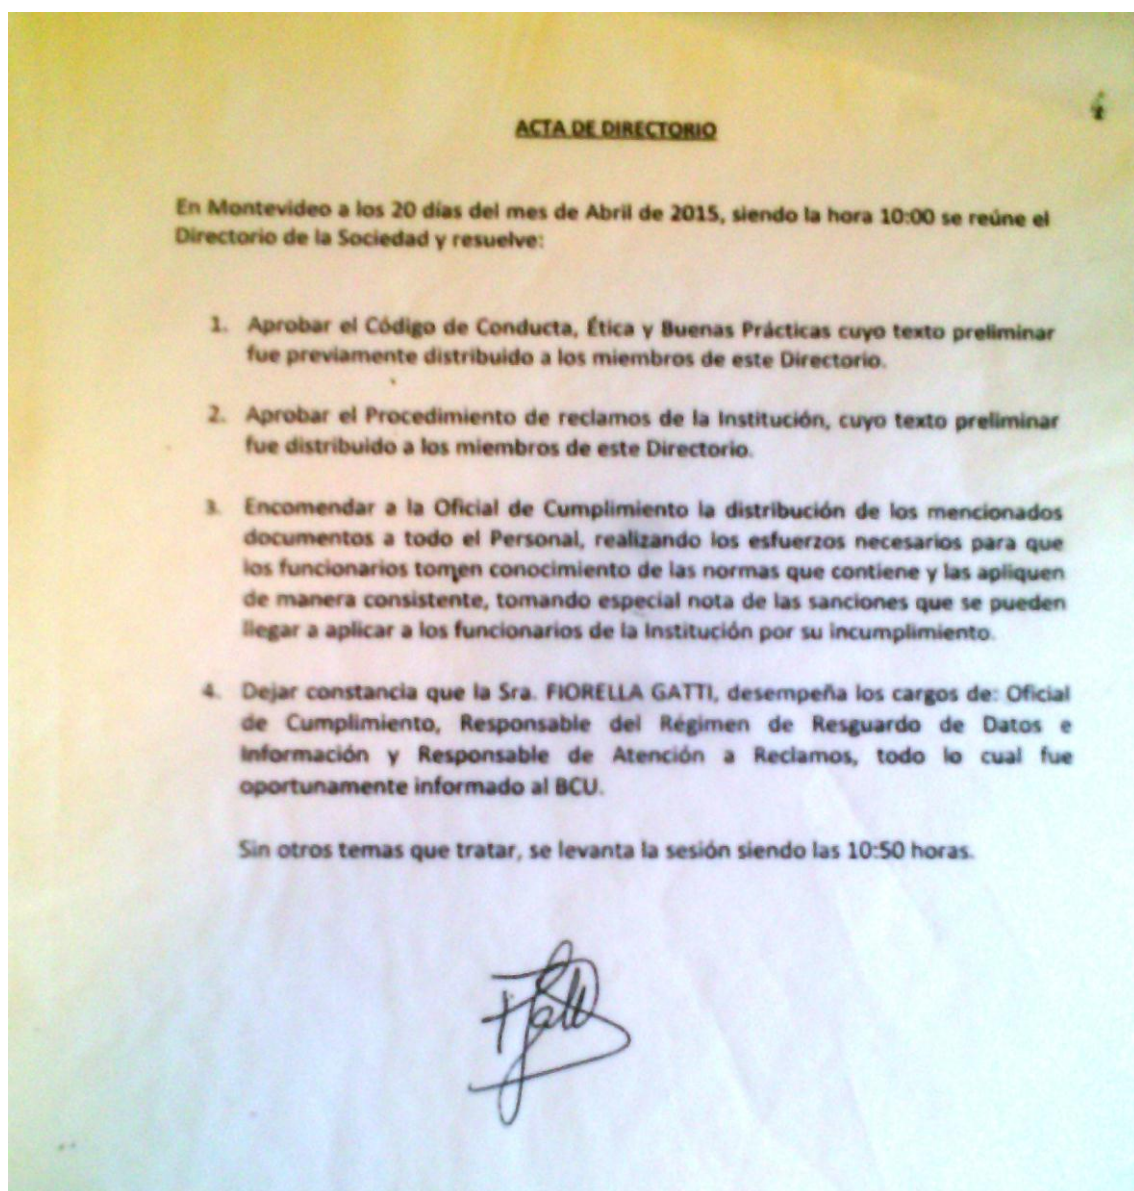 ACTA DE DIRECTORIO
En Montevideo a los 20 días del mes de Abril de 2015, siendo la hora 10:00 se reúne el
Directorio de la Sociedad y resuelve:
1. Aprobar el Código de Conducta, Ética y Buenas Prácticas cuyo texto preliminar
fue previamente distribuido a los miembros de este Directorio.
2. Aprobar el Procedimiento de reclamos de la Institución, cuyo texto preliminar
fue distribuido a los miembros de este Directorio.
3. Encomendar a la Oficial de Cumplimiento la distribución de los mencionados
documentos a todo el Personal, realizando los esfuerzos necesarios para que
los funcionarios tomen conocimiento de las normas que contiene y las apliquen
de manera consistente, tomando especial nota de las sanciones que se pueden
llegar a aplicar a los funcionarios de la Institución por su incumplimiento.
4. Dejar constancia que la Sra. FIORELLA GATTI, desempeña los cargos de: Oficial
de Cumplimiento, Responsable del Régimen de Resguardo de Datos e
Información y Responsable de Atención a Reclamos, todo lo cual fue
oportunamente informado al BCU.
Sin otros temas que tratar, se levanta la sesión siendo las 10:50 horas.